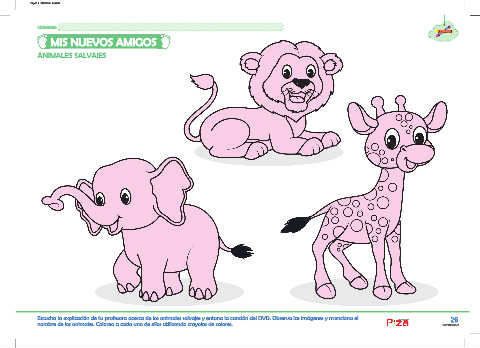 MIS NUEVOS AMIGOS
ANIMALES SALVAJES
Escucha la explicación de tu profesora acerca de los animales salvajes y entona la canción del DVD. Observa las imágenes y menciona el
nombre de los animales. Colorea a cada uno de ellos utilizando crayolas de colores.
26